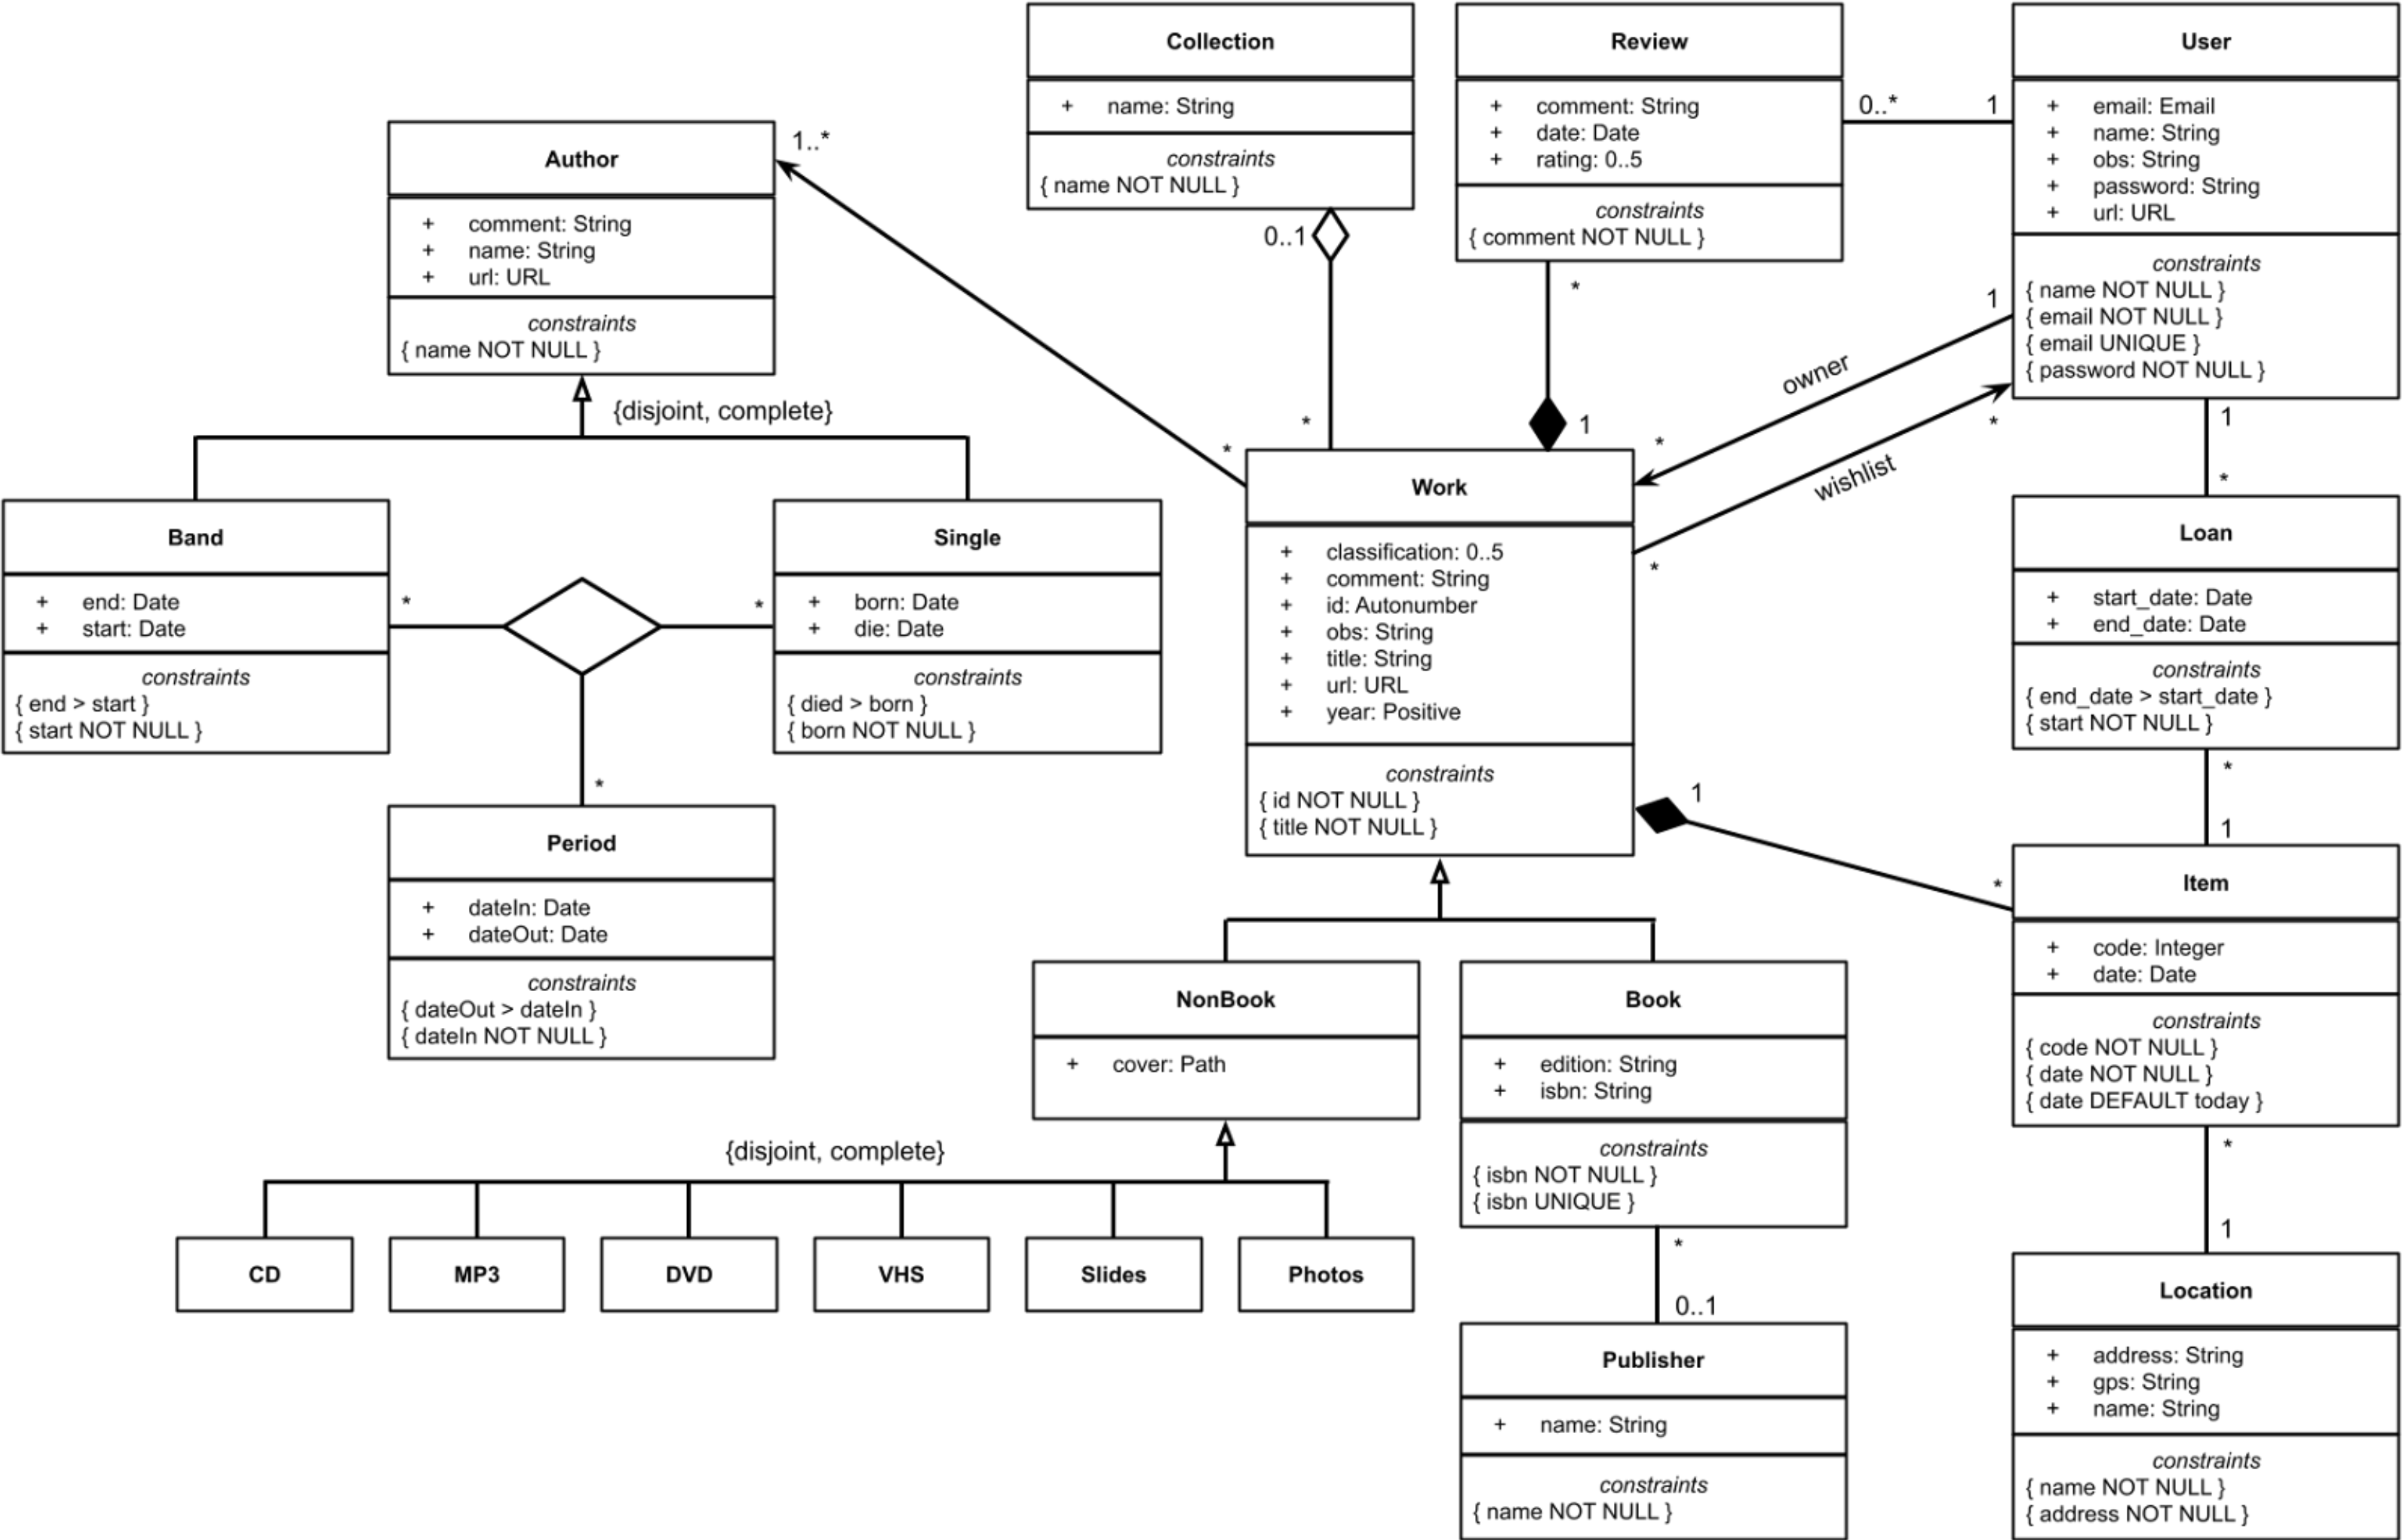 Collection
+ name: String
constraints
{ name NOT NULL }
0..1
*
Review
+ comment: String
+ date: Date
+ rating: 0..5
constraints
{ comment NOT NULL }
0..*
1
*
1
User
+ email: Email
+ name: String
+ obs: String
+ password: String
+ url: URL
constraints
{ name NOT NULL }
{ email NOT NULL }
{ email UNIQUE }
{ password NOT NULL }
1
owner
*
*
wishlist
*
1
*
Author
+ comment: String
+ name: String
+ url: URL
constraints
{ name NOT NULL }
1..*
*
{disjoint, complete}
Band
+ end: Date
+ start: Date
constraints
{ end > start }
{ start NOT NULL }
*
*
*
Single
+ born: Date
+ die: Date
constraints
{ died > born }
{ born NOT NULL }
Period
+ dateIn: Date
+ dateOut: Date
constraints
{ dateOut > dateIn }
{ dateIn NOT NULL }
Work
+ classification: 0..5
+ comment: String
+ id: Autonumber
+ obs: String
+ title: String
+ url: URL
+ year: Positive
constraints
{ id NOT NULL }
{ title NOT NULL }
1
*
Loan
+ start_date: Date
+ end_date: Date
constraints
{ end_date > start_date }
{ start NOT NULL }
*
1
Item
+ code: Integer
+ date: Date
constraints
{ code NOT NULL }
{ date NOT NULL }
{ date DEFAULT today }
*
1
NonBook
+ cover: Path
Book
+ edition: String
+ isbn: String
constraints
{ isbn NOT NULL }
{ isbn UNIQUE }
*
0..1
{disjoint, complete}
CD
MP3
DVD
VHS
Slides
Photos
Publisher
+ name: String
constraints
{ name NOT NULL }
Location
+ address: String
+ gps: String
+ name: String
constraints
{ name NOT NULL }
{ address NOT NULL }